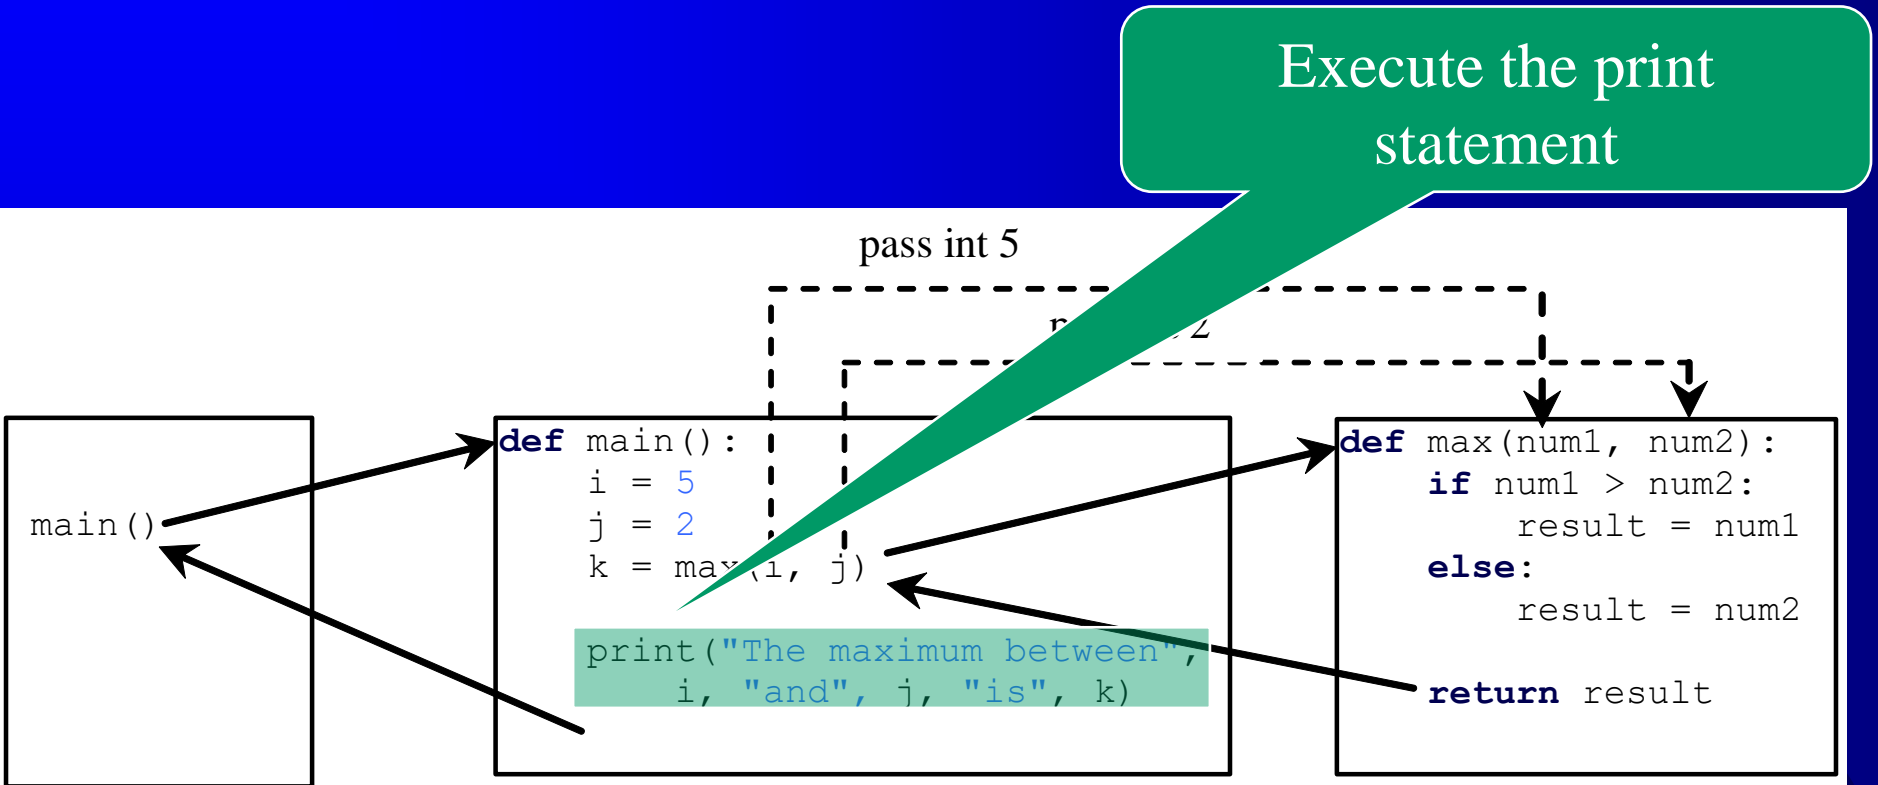 Execute the print
statement
pass int 5
2
main()
def main():
i = 5
j = 2
k = max(i, j)
print("The maximum between",
i, "and", j, "is", k)
def max(num1, num2):
if num1 > num2:
result = num1
else:
result = num2
return result